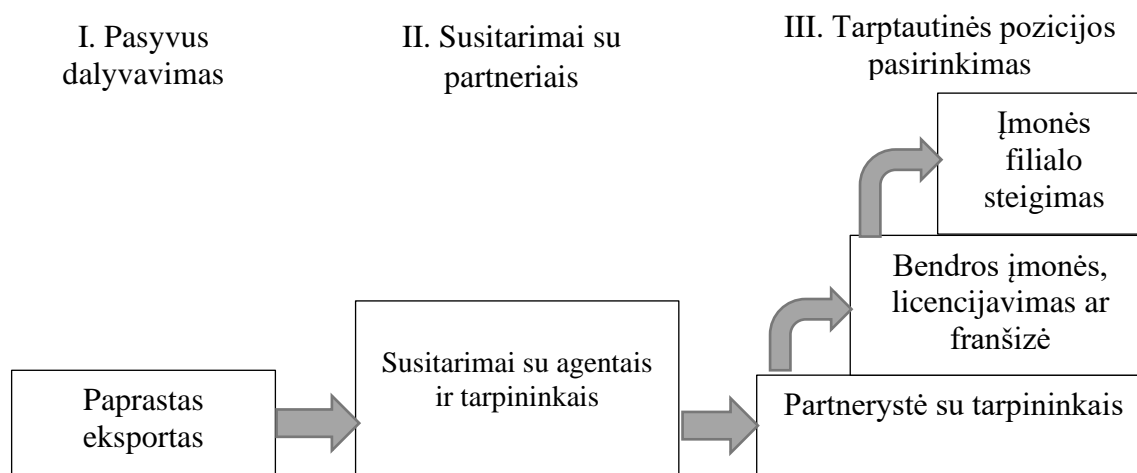 I. Pasyvus
dalyvavimas
II. Susitarimai su
partneriais
III. Tarptautinės pozicijos
pasirinkimas
Įmonės
filialo
steigimas
Bendros įmonės,
licencijavimas ar
franšizė
Susitarimai su agentais
ir tarpininkais
Paprastas
eksportas
Partnerystė su tarpininkais